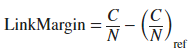 LinkMargin = C/N − (C/N)ref